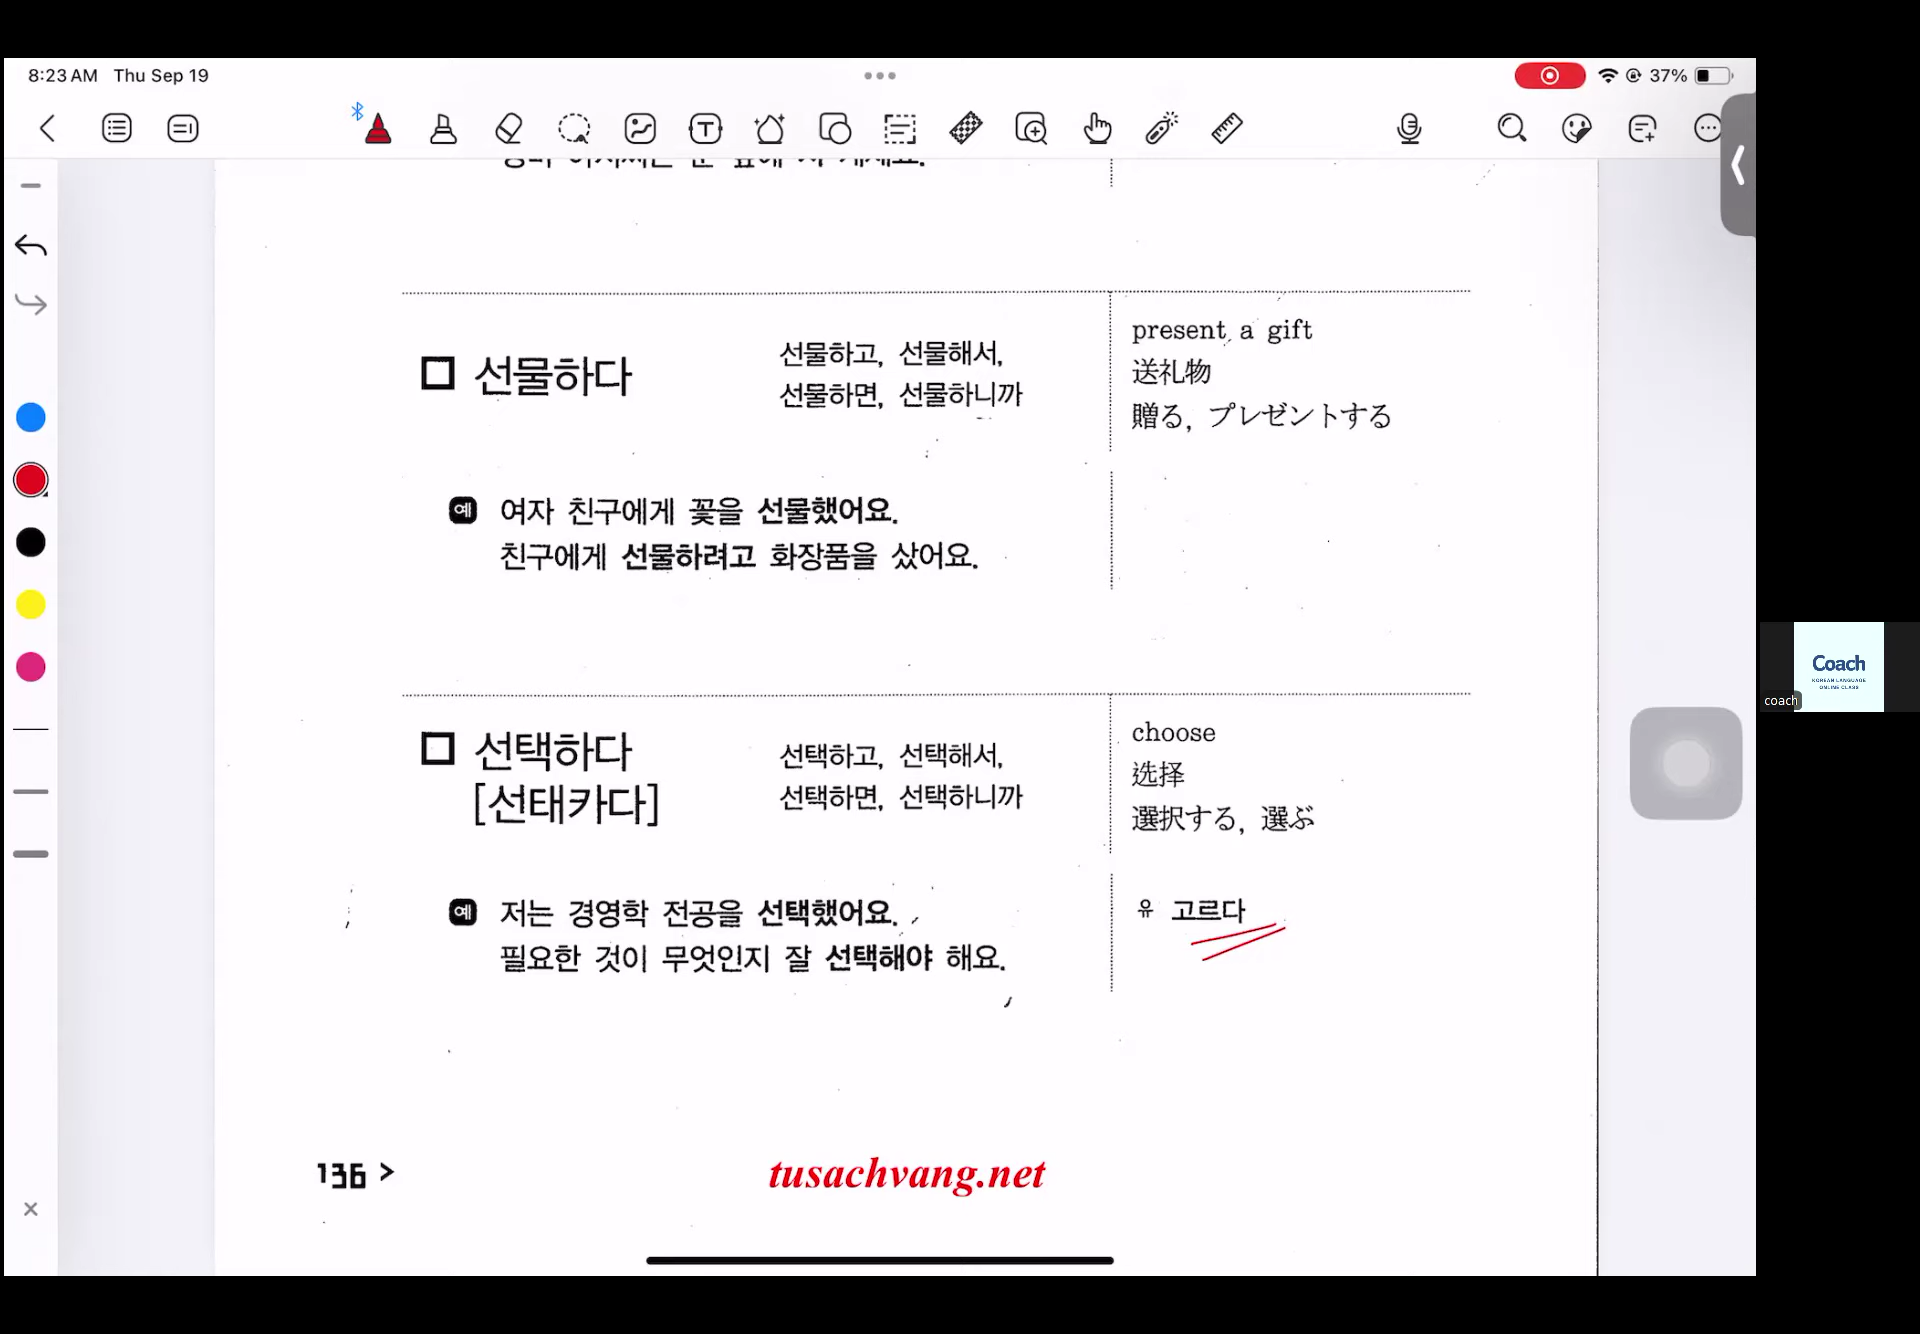 8:23 AM Thu Sep 19
37%
선물하다
선물하고, 선물해서,
선물하면, 선물하니까
present a gift
送礼物
贈る, プレゼントする
예 여자 친구에게 꽃을 선물했어요.
친구에게 선물하려고 화장품을 샀어요.
선택하다
[선태카다]
선택하고, 선택해서,
선택하면, 선택하니까
choose
选择
選択する, 選ぶ
예 저는 경영학 전공을 선택했어요.
필요한 것이 무엇인지 잘 선택해야 해요.
유 고르다
136 >
tusachvang.net
Coach
KOREAN LANGUAGE
ONLINE CLASS
coach